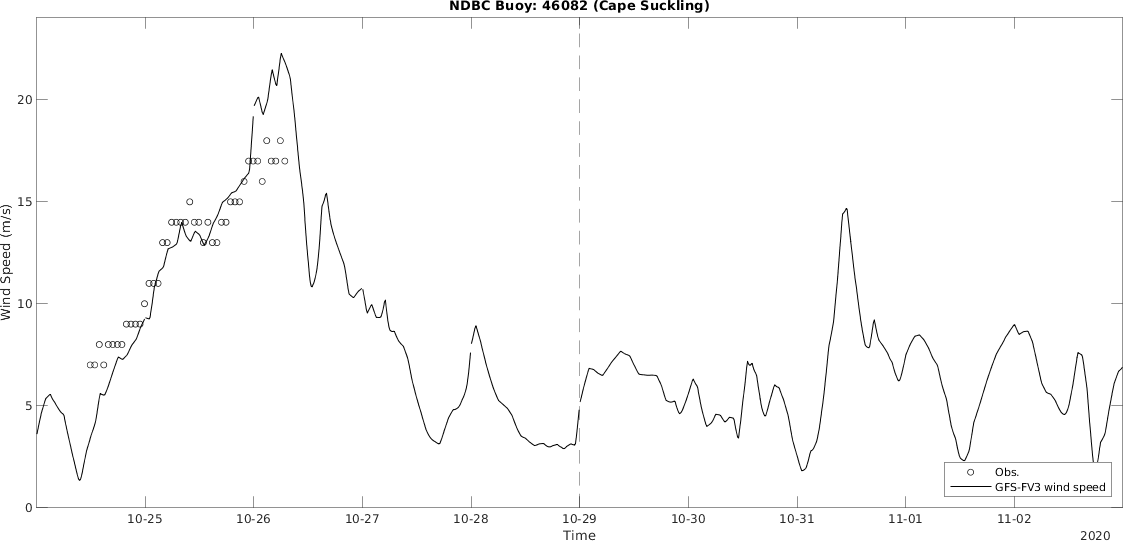 NDBC Buoy: 46082 (Cape Suckling)
Wind Speed (m/s)
20
15
10
5
0
10-25 10-26 10-27 10-28 10-29 10-30 10-31 11-01 11-02
Time
2020
Obs.
GFS-FV3 wind speed